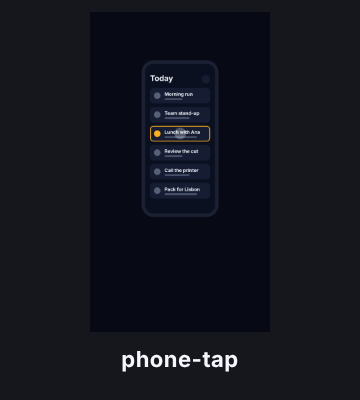 Today
Morning run
Team stand-up
Lunch with Ana
Review the cut
Call the printer
Pack for Lisbon
phone-tap